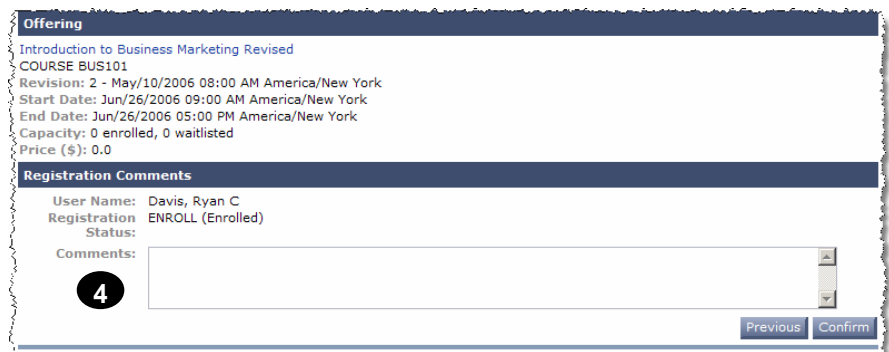 Offering
Introduction to Business Marketing Revised
COURSE BUS101
Revision: 2 - May/10/2006 08:00 AM America/New York
Start Date: Jun/26/2006 09:00 AM America/New York
End Date: Jun/26/2006 05:00 PM America/New York
Capacity: 0 enrolled, 0 waitlisted
Price ($): 0.0
Registration Comments
User Name: Davis, Ryan C
Registration Status: ENROLL (Enrolled)
Comments:
4
Previous Confirm